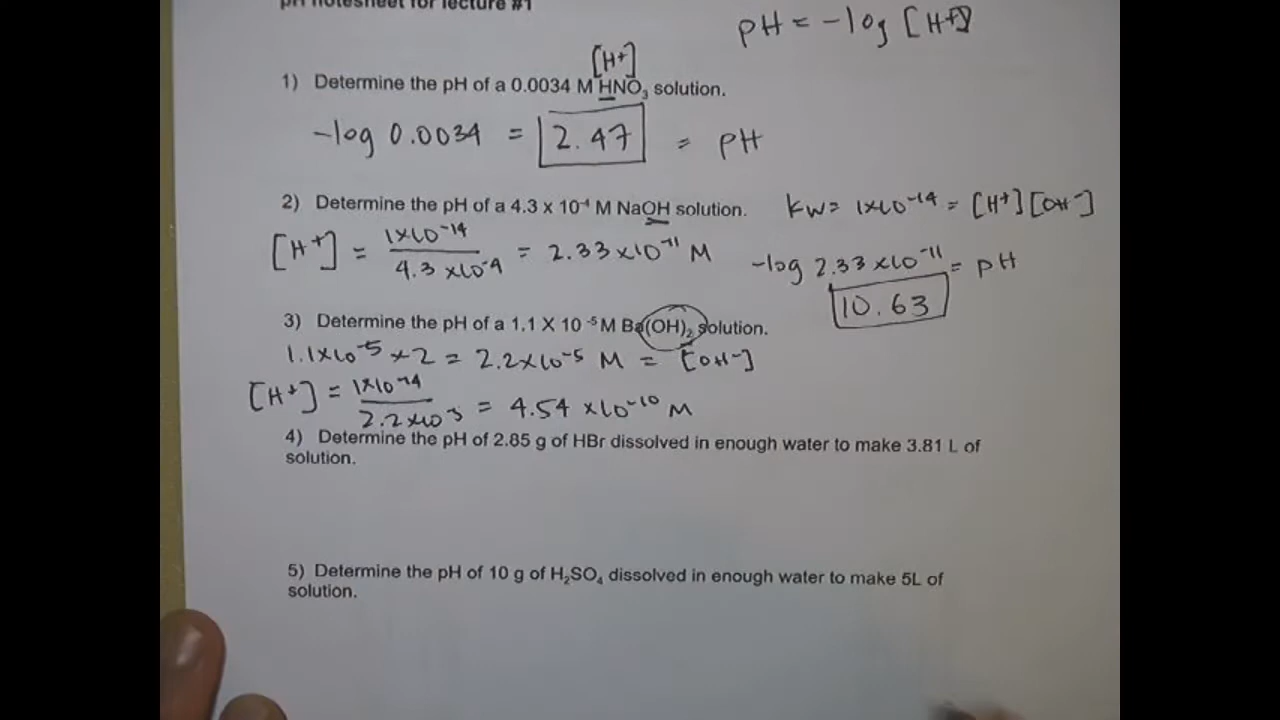 pH notesheet for lecture #1
pH = -log [H+]
[H+]
1) Determine the pH of a 0.0034 M HNO₃ solution.
-log 0.0034 = 2.47 = pH
2) Determine the pH of a 4.3 x 10⁻⁴ M NaOH solution. Kw = 1x10⁻¹⁴ = [H+][OH⁻]
[H+] = 1x10⁻¹⁴ / 4.3x10⁻⁴ = 2.33x10⁻¹¹ M
-log 2.33x10⁻¹¹ = pH
10.63
3) Determine the pH of a 1.1 X 10 ⁻⁵ M Ba(OH)₂ solution.
1.1x10⁻⁵ x 2 = 2.2x10⁻⁵ M = [OH⁻]
[H+] = 1x10⁻¹⁴ / 2.2x10⁻⁵ = 4.54 x10⁻¹⁰ M
4) Determine the pH of 2.85 g of HBr dissolved in enough water to make 3.81 L of
solution.
5) Determine the pH of 10 g of H₂SO₄ dissolved in enough water to make 5L of
solution.